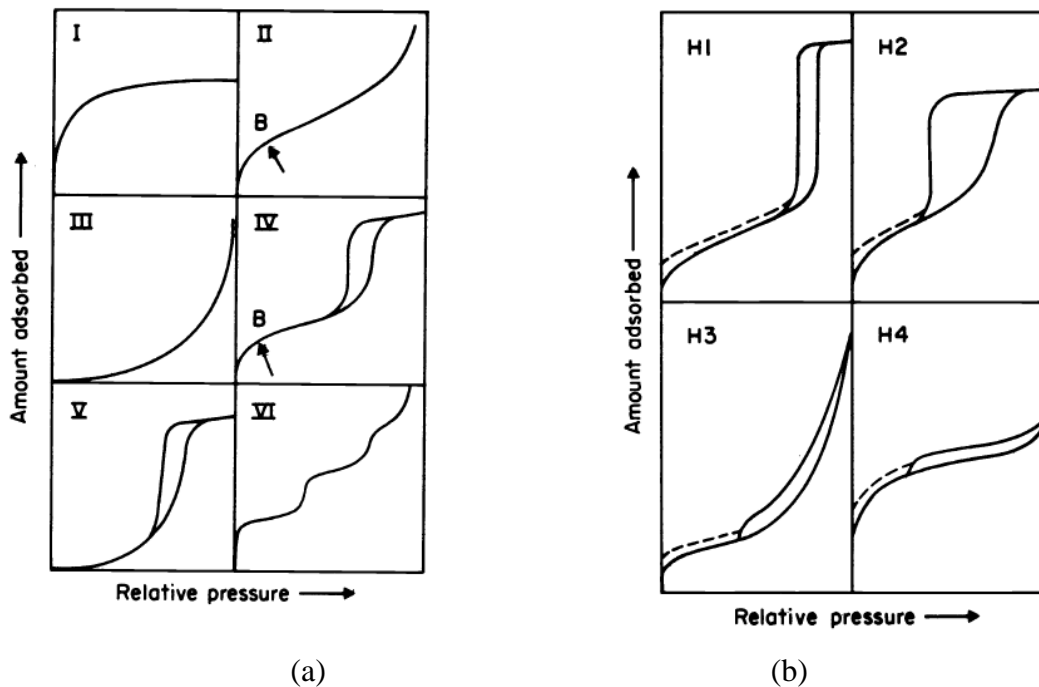 I
II
B
III
IV
B
V
VI
Amount adsorbed
Relative pressure
(a)
H1
H2
H3
H4
Amount adsorbed
Relative pressure
(b)